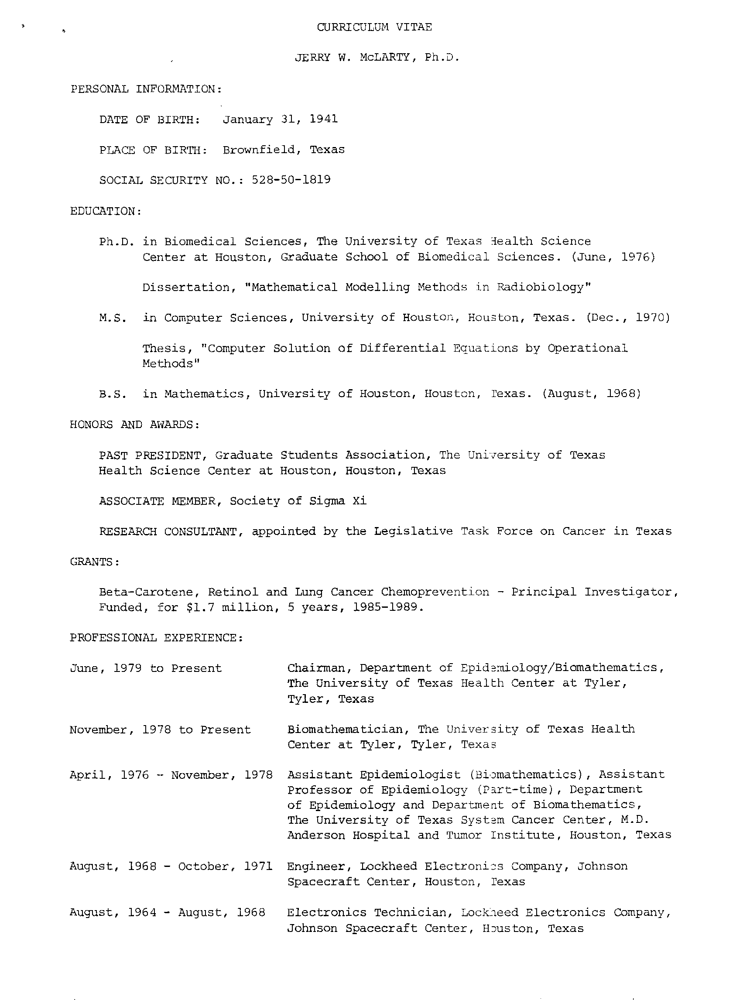 CURRICULUM VITAE
JERRY W. McLARTY, Ph.D.
PERSONAL INFORMATION:
DATE OF BIRTH: January 31, 1941
PLACE OF BIRTH: Brownfield, Texas
SOCIAL SECURITY NO.: 528-50-1819
EDUCATION:
Ph.D. in Biomedical Sciences, The University of Texas Health Science
Center at Houston, Graduate School of Biomedical Sciences. (June, 1976)
Dissertation, "Mathematical Modelling Methods in Radiobiology"
M.S. in Computer Sciences, University of Houston, Houston, Texas. (Dec., 1970)
Thesis, "Computer Solution of Differential Equations by Operational
Methods"
B.S. in Mathematics, University of Houston, Houston, Texas. (August, 1968)
HONORS AND AWARDS:
PAST PRESIDENT, Graduate Students Association, The University of Texas
Health Science Center at Houston, Houston, Texas
ASSOCIATE MEMBER, Society of Sigma Xi
RESEARCH CONSULTANT, appointed by the Legislative Task Force on Cancer in Texas
GRANTS:
Beta-Carotene, Retinol and Lung Cancer Chemoprevention - Principal Investigator,
Funded, for $1.7 million, 5 years, 1985-1989.
PROFESSIONAL EXPERIENCE:
June, 1979 to Present Chairman, Department of Epidemiology/Biomathematics,
The University of Texas Health Center at Tyler,
Tyler, Texas
November, 1978 to Present Biomathematician, The University of Texas Health
Center at Tyler, Tyler, Texas
April, 1976 - November, 1978 Assistant Epidemiologist (Biomathematics), Assistant
Professor of Epidemiology (Part-time), Department
of Epidemiology and Department of Biomathematics,
The University of Texas System Cancer Center, M.D.
Anderson Hospital and Tumor Institute, Houston, Texas
August, 1968 - October, 1971 Engineer, Lockheed Electronics Company, Johnson
Spacecraft Center, Houston, Texas
August, 1964 - August, 1968 Electronics Technician, Lockheed Electronics Company,
Johnson Spacecraft Center, Houston, Texas